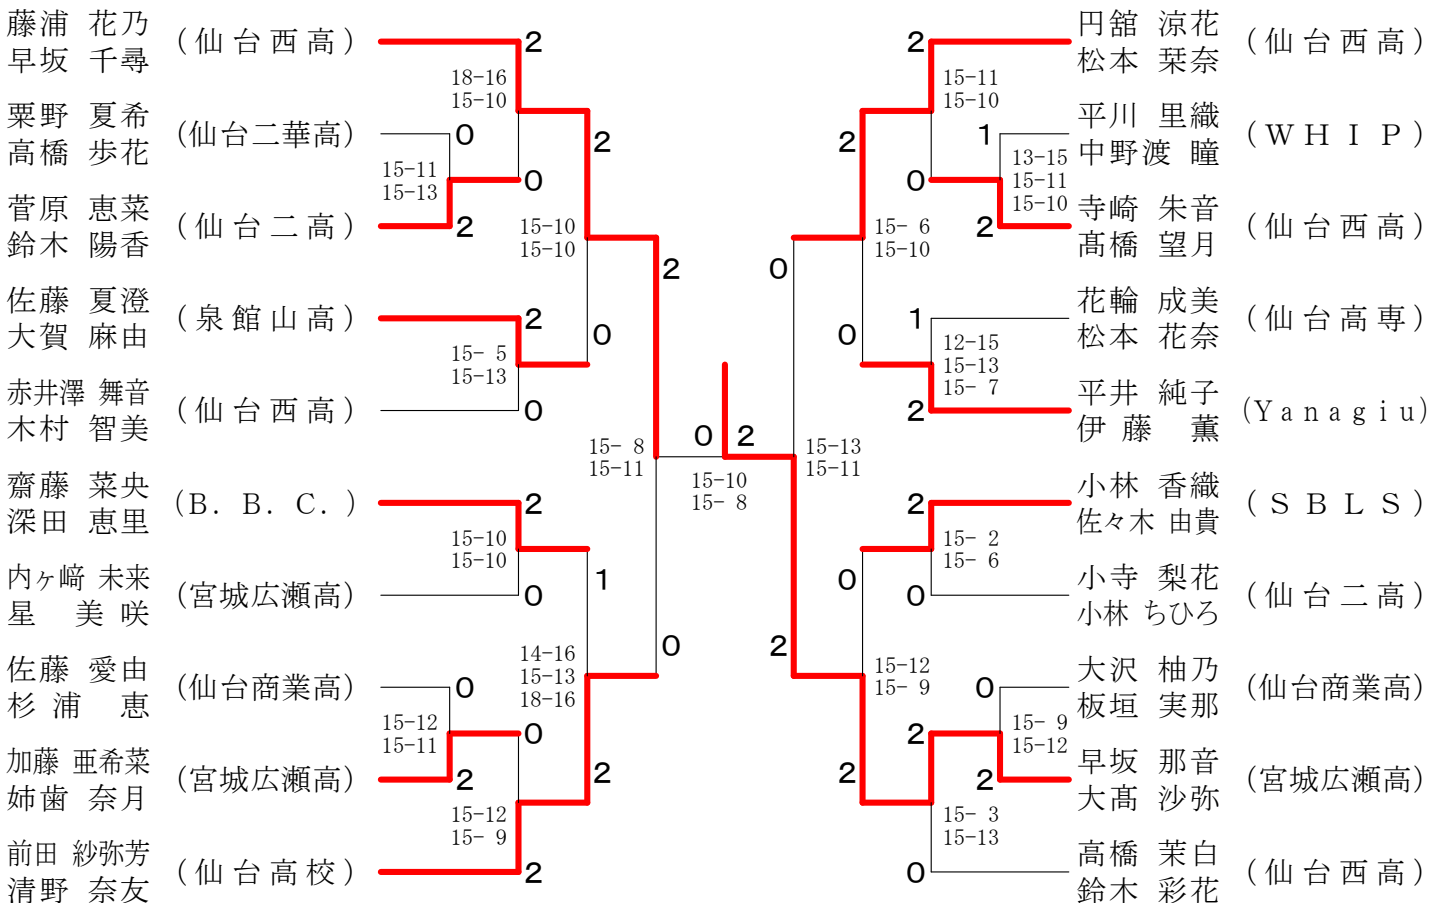 藤浦 花乃
早坂 千尋
(仙台西高)
2
18-16
15-10
栗野 夏希
高橋 歩花
(仙台二華高)
0
15-11
15-13
0
2
菅原 恵菜
鈴木 陽香
(仙台二高)
2
15-10
15-10
2
佐藤 夏澄
大賀 麻由
(泉館山高)
2
0
15- 5
15-13
赤井澤 舞音
木村 智美
(仙台西高)
0
15- 8
15-11
齋藤 菜央
深田 恵里
(B. B. C.)
2
15-10
15-10
1
内ヶ﨑 未来
星 美咲
(宮城広瀬高)
0
14-16
15-13
18-16
0
佐藤 愛由
杉浦 恵
(仙台商業高)
0
15-12
15-11
0
加藤 亜希菜
姉歯 奈月
(宮城広瀬高)
2
2
15-12
15- 9
前田 紗弥芳
清野 奈友
(仙台高校)
2
0
2
15-10
15- 8
2
円舘 涼花
松本 栞奈
(仙台西高)
15-11
15-10
2
1
平川 里織
中野渡 瞳
(WHIP)
13-15
15-11
15-10
0
2
寺崎 朱音
髙橋 望月
(仙台西高)
15- 6
15-10
0
1
花輪 成美
松本 花奈
(仙台高専)
0
12-15
15-13
15- 7
2
平井 純子
伊藤 薫
(Yanagiu)
15-13
15-11
2
小林 香織
佐々木 由貴
(SBLS)
15- 2
15- 6
0
0
小寺 梨花
小林 ちひろ
(仙台二高)
2
15-12
15- 9
0
大沢 柚乃
板垣 実那
(仙台商業高)
15- 9
15-12
2
2
2
早坂 那音
大髙 沙弥
(宮城広瀬高)
15- 3
15-13
0
高橋 茉白
鈴木 彩花
(仙台西高)